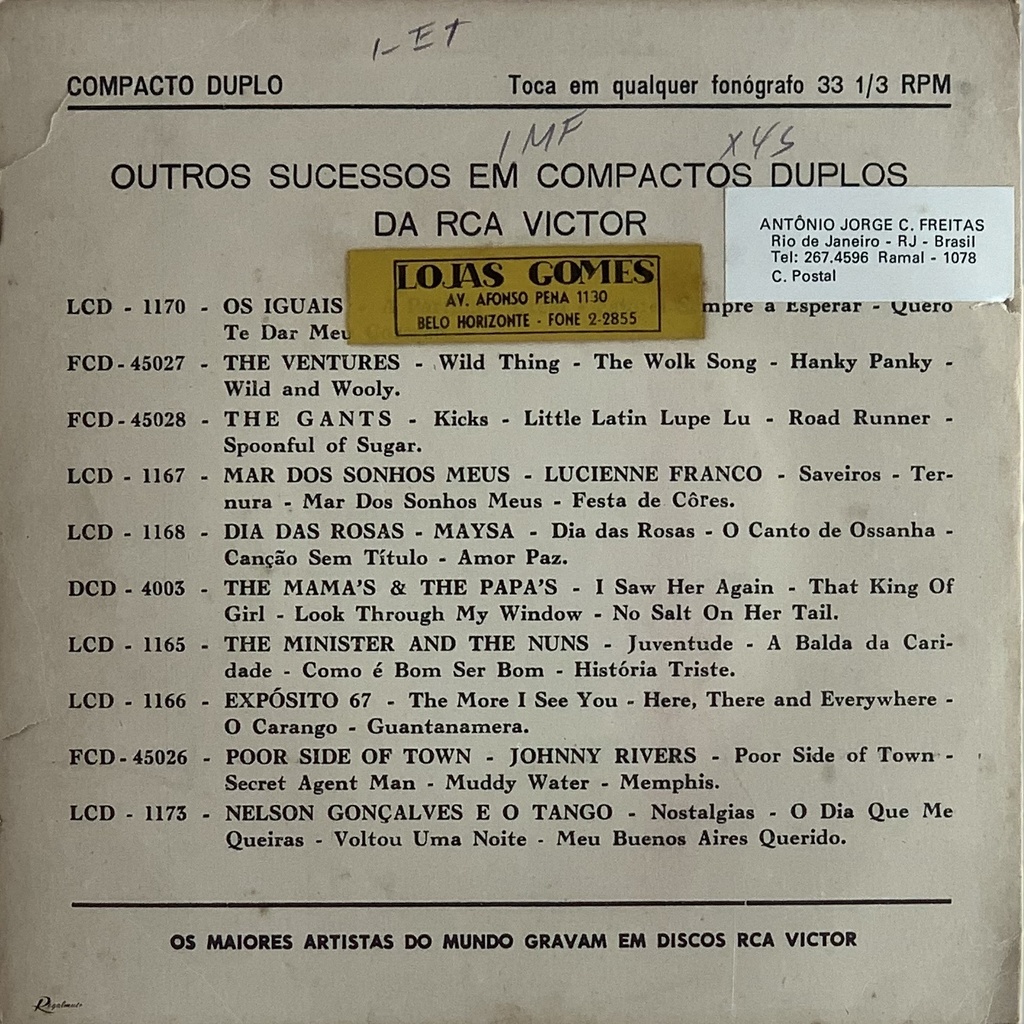 1-ET
COMPACTO DUPLO Toca em qualquer fonógrafo 33 1/3 RPM
1 MF X4S
OUTROS SUCESSOS EM COMPACTOS DUPLOS
DA RCA VICTOR
ANTÔNIO JORGE C. FREITAS
Rio de Janeiro - RJ - Brasil
Tel: 267.4596 Ramal - 1078
C. Postal
LOJAS GOMES
AV. AFONSO PENA 1130
BELO HORIZONTE - FONE 2-2855
LCD - 1170 - OS IGUAIS a Esperar - Quero
Te Dar Meu
FCD - 45027 - THE VENTURES - Wild Thing - The Wolk Song - Hanky Panky -
Wild and Wooly.
FCD - 45028 - THE GANTS - Kicks - Little Latin Lupe Lu - Road Runner -
Spoonful of Sugar.
LCD - 1167 - MAR DOS SONHOS MEUS - LUCIENNE FRANCO - Saveiros - Ter-
nura - Mar Dos Sonhos Meus - Festa de Côres.
LCD - 1168 - DIA DAS ROSAS - MAYSA - Dia das Rosas - O Canto de Ossanha -
Canção Sem Título - Amor Paz.
DCD - 4003 - THE MAMA'S & THE PAPA'S - I Saw Her Again - That King Of
Girl - Look Through My Window - No Salt On Her Tail.
LCD - 1165 - THE MINISTER AND THE NUNS - Juventude - A Balda da Cari-
dade - Como é Bom Ser Bom - História Triste.
LCD - 1166 - EXPÓSITO 67 - The More I See You - Here, There and Everywhere -
O Carango - Guantanamera.
FCD - 45026 - POOR SIDE OF TOWN - JOHNNY RIVERS - Poor Side of Town -
Secret Agent Man - Muddy Water - Memphis.
LCD - 1173 - NELSON GONÇALVES E O TANGO - Nostalgias - O Dia Que Me
Queiras - Voltou Uma Noite - Meu Buenos Aires Querido.
OS MAIORES ARTISTAS DO MUNDO GRAVAM EM DISCOS RCA VICTOR